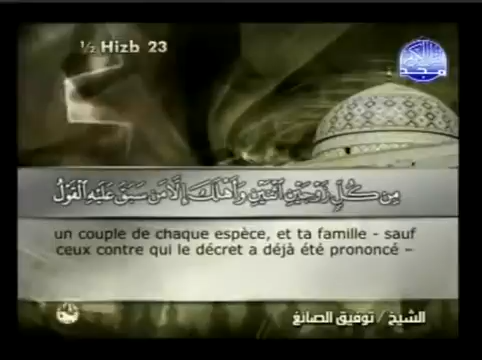 ½ Hizb 23
المجد
مِن كُلٍّ زَوْجَيْنِ اثْنَيْنِ وَأَهْلَكَ إِلَّا مَن سَبَقَ عَلَيْهِ الْقَوْلُ
un couple de chaque espèce, et ta famille - sauf
ceux contre qui le décret a déjà été prononcé –
الشيخ / توفيق الصائغ